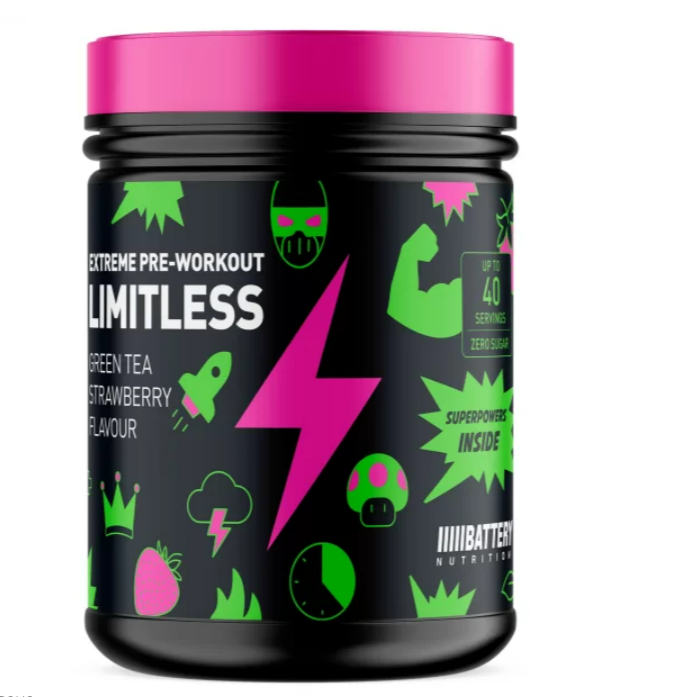 EXTREME PRE-WORKOUT
LIMITLESS
GREEN TEA
STRAWBERRY
FLAVOUR
UP TO
40
SERVINGS
ZERO SUGAR
SUPERPOWERS
INSIDE
BATTERY
NUTRITION